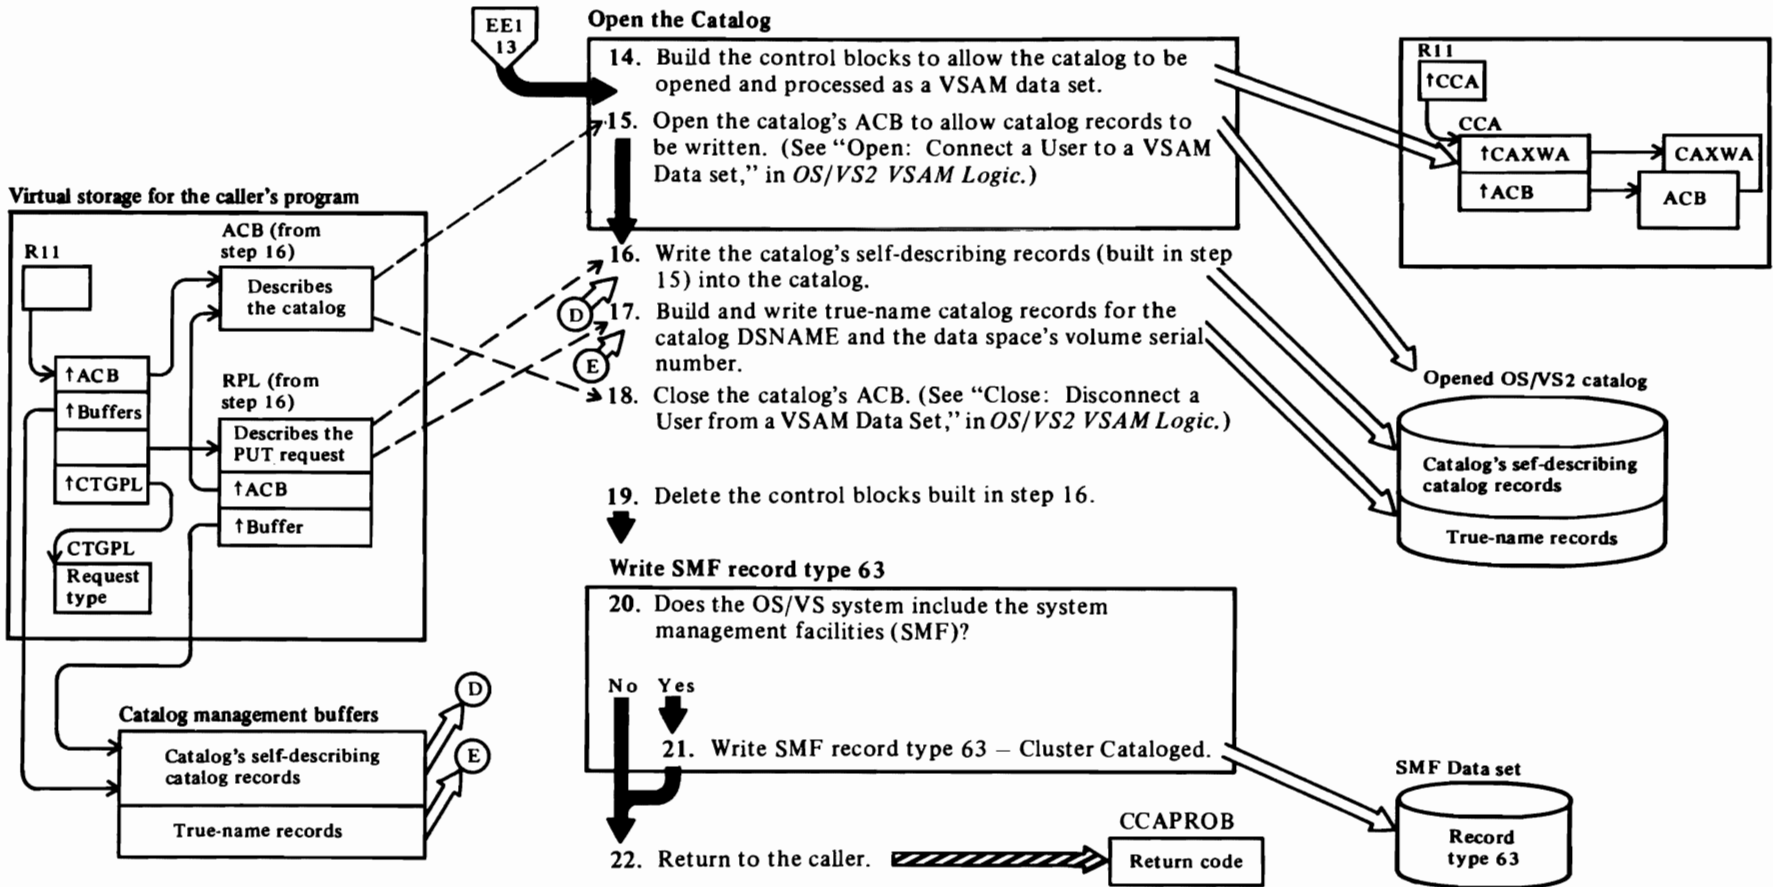 EE1
13
Open the Catalog
14. Build the control blocks to allow the catalog to be
opened and processed as a VSAM data set.
15. Open the catalog's ACB to allow catalog records to
be written. (See "Open: Connect a User to a VSAM
Data set," in OS/VS2 VSAM Logic.)
R11
↑CCA
CCA
↑CAXWA
CAXWA
↑ACB
ACB
Virtual storage for the caller's program
R11
ACB (from
step 16)
Describes
the catalog
↑ACB
↑Buffers
↑CTGPL
RPL (from
step 16)
Describes the
PUT request
↑ACB
↑Buffer
CTGPL
Request
type
16. Write the catalog's self-describing records (built in step
15) into the catalog.
D
17. Build and write true-name catalog records for the
catalog DSNAME and the data space's volume serial
number.
E
18. Close the catalog's ACB. (See "Close: Disconnect a
User from a VSAM Data Set," in OS/VS2 VSAM Logic.)
19. Delete the control blocks built in step 16.
Opened OS/VS2 catalog
Catalog's sef-describing
catalog records
True-name records
Write SMF record type 63
20. Does the OS/VS system include the system
management facilities (SMF)?
No Yes
21. Write SMF record type 63 – Cluster Cataloged.
Catalog management buffers
Catalog's self-describing
catalog records
True-name records
D
E
SMF Data set
Record
type 63
22. Return to the caller.
CCAPROB
Return code